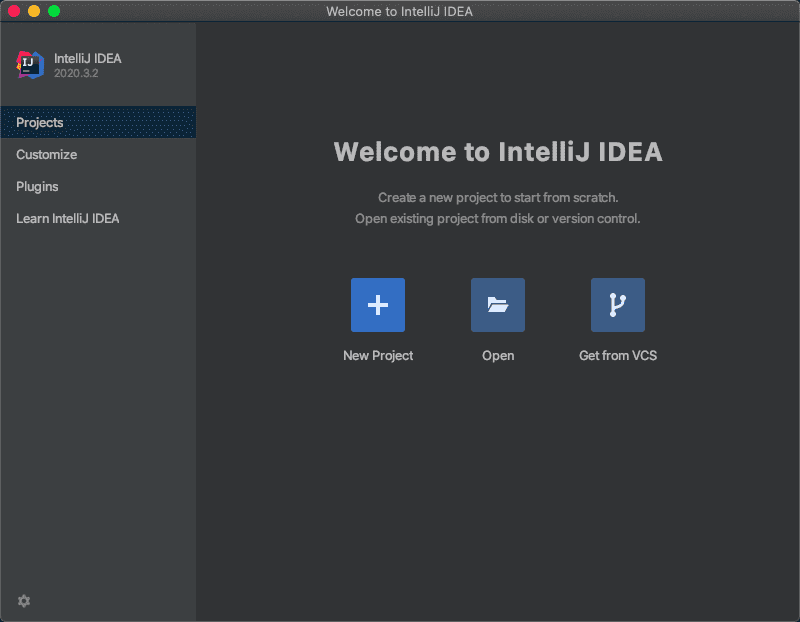 Welcome to IntelliJ IDEA
IJ
IntelliJ IDEA
2020.3.2
Projects
Customize
Plugins
Learn IntelliJ IDEA
Welcome to IntelliJ IDEA
Create a new project to start from scratch.
Open existing project from disk or version control.
New Project
Open
Get from VCS